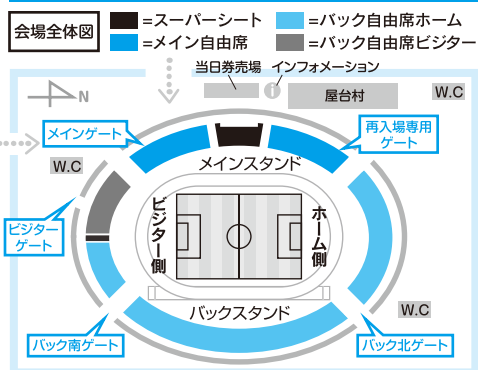 会場全体図
=スーパーシート
=バック自由席ホーム
=メイン自由席
=バック自由席ビジター
当日券売場
インフォメーション
i
屋台村
W.C
N
メインゲート
再入場専用
ゲート
メインスタンド
W.C
ビジター側
ホーム側
ビジター
ゲート
バックスタンド
W.C
バック南ゲート
バック北ゲート